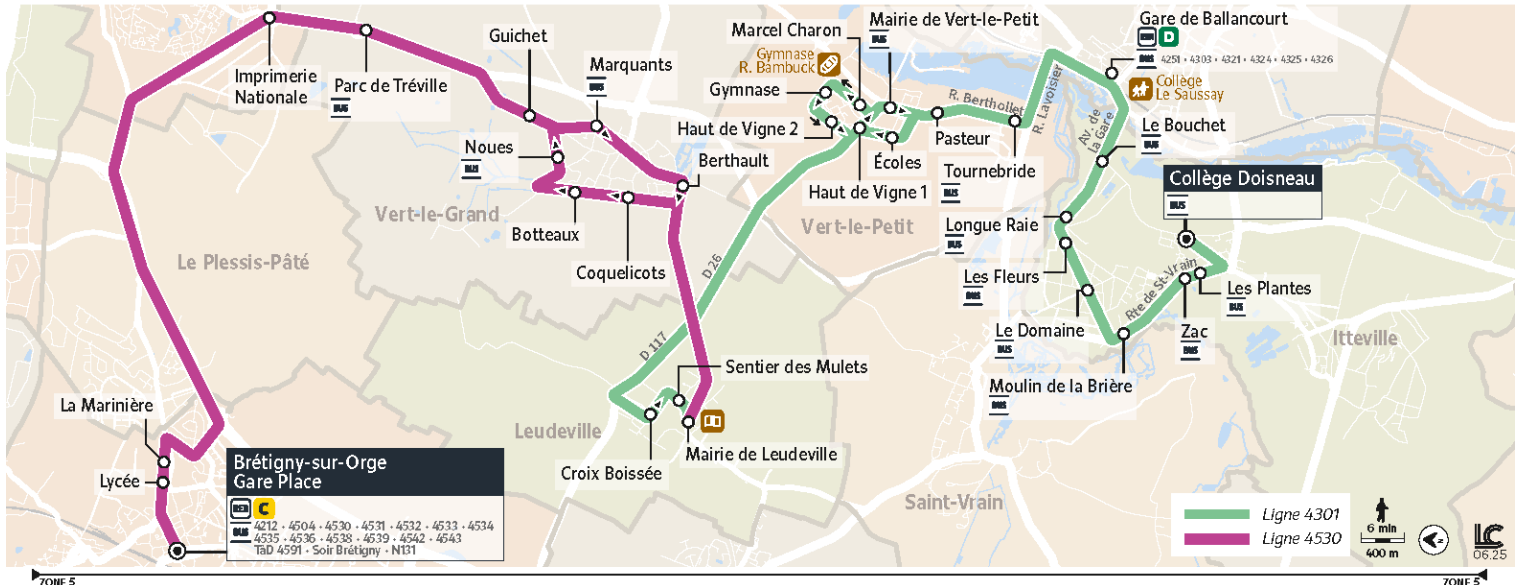 Imprimerie
Nationale
Parc de Tréville
BUS
Guichet
Marquants
BUS
Noues
BUS
Botteaux
Coquelicots
Berthault
Vert-le-Grand
Le Plessis-Pâté
La Marinière
Lycée
Brétigny-sur-Orge
Gare Place
RER C
BUS 4212 · 4504 · 4530 · 4531 · 4532 · 4533 · 4534
4535 · 4536 · 4538 · 4539 · 4542 · 4543
TàD 4591 · Soir Brétigny · N131
Gymnase
R. Bambuck
Marcel Charon
Mairie de Vert-le-Petit
BUS
Gymnase
Haut de Vigne 2
Haut de Vigne 1
Écoles
Pasteur
R. Berthollet
R. Lavoisier
Tournebride
BUS
Vert-le-Petit
Gare de Ballancourt
RER D
BUS 4251 · 4303 · 4321 · 4324 · 4325 · 4326
Collège
Le Saussay
Av. de
la Gare
Le Bouchet
BUS
Collège Doisneau
BUS
Longue Raie
BUS
Les Fleurs
BUS
Le Domaine
BUS
Moulin de la Brière
BUS
Rte de St-Vrain
Zac
BUS
Les Plantes
BUS
Itteville
D 26
D 117
Sentier des Mulets
Leudeville
Croix Boissée
Mairie de Leudeville
Saint-Vrain
Ligne 4301
Ligne 4530
6 min
400 m
N
LC
06.25
ZONE 5
ZONE 5